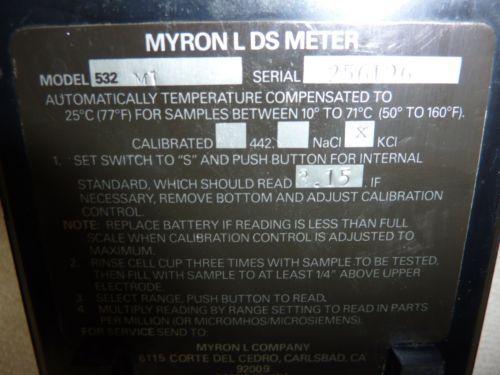 MYRON L DS METER
MODEL 532 M1 SERIAL 256196
AUTOMATICALLY TEMPERATURE COMPENSATED TO
25°C (77°F) FOR SAMPLES BETWEEN 10° TO 71°C (50° TO 160°F).
CALIBRATED 442, NaCl X KCl
1. SET SWITCH TO "S" AND PUSH BUTTON FOR INTERNAL
STANDARD, WHICH SHOULD READ 3.15. IF
NECESSARY, REMOVE BOTTOM AND ADJUST CALIBRATION
CONTROL.
NOTE: REPLACE BATTERY IF READING IS LESS THAN FULL
SCALE WHEN CALIBRATION CONTROL IS ADJUSTED TO
MAXIMUM.
2. RINSE CELL CUP THREE TIMES WITH SAMPLE TO BE TESTED,
THEN FILL WITH SAMPLE TO AT LEAST 1/4" ABOVE UPPER
ELECTRODE.
3. SELECT RANGE, PUSH BUTTON TO READ.
4. MULTIPLY READING BY RANGE SETTING TO READ IN PARTS
PER MILLION (OR MICROMHOS/MICROSIEMENS).
FOR SERVICE SEND TO:
MYRON L COMPANY
6115 CORTE DEL CEDRO, CARLSBAD, CA
92009